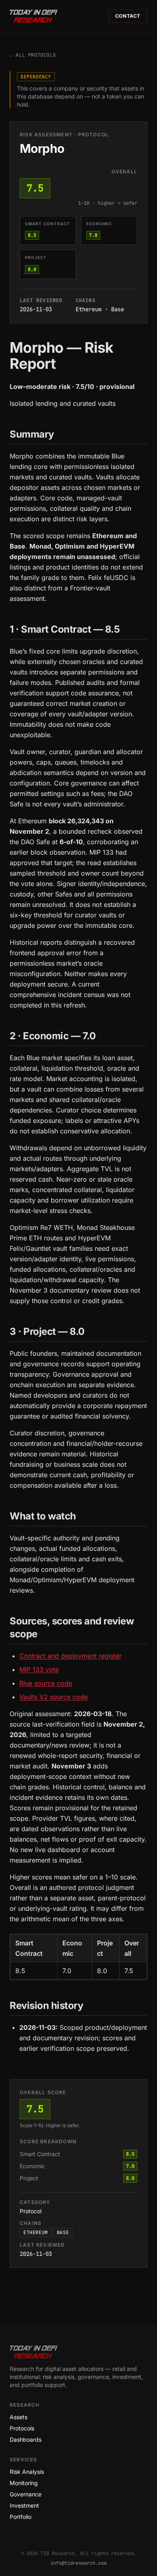 TODAY IN DEFI
RESEARCH
CONTACT
← ALL PROTOCOLS
DEPENDENCY
This covers a company or security that assets in
this database depend on — not a token you can
hold.
RISK ASSESSMENT · PROTOCOL
Morpho
OVERALL
7.5
1–10 · higher = safer
SMART CONTRACT
8.5
ECONOMIC
7.0
PROJECT
8.0
LAST REVIEWED
2026-11-03
CHAINS
Ethereum · Base
Morpho — Risk
Report
Low–moderate risk · 7.5/10 · provisional
Isolated lending and curated vaults
Summary
Morpho combines the immutable Blue
lending core with permissionless isolated
markets and curated vaults. Vaults allocate
depositor assets across chosen markets or
adapters. Core code, managed-vault
permissions, collateral quality and chain
execution are distinct risk layers.
The scored scope remains Ethereum and
Base. Monad, Optimism and HyperEVM
deployments remain unscored; official
listings and product identities do not extend
the family grade to them. Felix feUSDC is
also distinct from a Frontier-vault
assessment.
1 · Smart Contract — 8.5
Blue's fixed core limits upgrade discretion,
while externally chosen oracles and curated
vaults introduce separate permissions and
failure modes. Published audits and formal-
verification support code assurance, not
guaranteed correct market creation or
coverage of every vault/adapter version.
Immutability does not make code
unexploitable.
Vault owner, curator, guardian and allocator
powers, caps, queues, timelocks and
abdication semantics depend on version and
configuration. Core governance can affect
permitted settings such as fees; the DAO
Safe is not every vault's administrator.
At Ethereum block 26,324,343 on
November 2, a bounded recheck observed
the DAO Safe at 6-of-10, corroborating an
earlier block observation. MIP 133 had
proposed that target; the read establishes
sampled threshold and owner count beyond
the vote alone. Signer identity/independence,
custody, other Safes and all permissions
remain unresolved. It does not establish a
six-key threshold for curator vaults or
upgrade power over the immutable core.
Historical reports distinguish a recovered
frontend approval error from a
permissionless market's oracle
misconfiguration. Neither makes every
deployment secure. A current
comprehensive incident census was not
completed in this refresh.
2 · Economic — 7.0
Each Blue market specifies its loan asset,
collateral, liquidation threshold, oracle and
rate model. Market accounting is isolated,
but a vault can combine losses from several
markets and shared collateral/oracle
dependencies. Curator choice determines
funded exposure; labels or attractive APYs
do not establish conservative allocation.
Withdrawals depend on unborrowed liquidity
and actual routes through underlying
markets/adapters. Aggregate TVL is not
reserved cash. Near-zero or stale oracle
marks, concentrated collateral, liquidator
failure and borrower utilization require
market-level stress checks.
Optimism Re7 WETH, Monad Steakhouse
Prime ETH routes and HyperEVM
Felix/Gauntlet vault families need exact
version/adapter identity, live permissions,
funded allocations, collateral/oracles and
liquidation/withdrawal capacity. The
November 3 documentary review does not
supply those control or credit grades.
3 · Project — 8.0
Public founders, maintained documentation
and governance records support operating
transparency. Governance approval and
onchain execution are separate evidence.
Normal Safe use is not a public corporate
guarantee or audited financial solvency.
Curator discretion, governance
concentration and financial/holder-recourse
evidence remain material. Historical
fundraising or business scale does not
demonstrate current cash, profitability or
corporate availability after a loss.
What to watch
Vault-specific authority and pending
changes, actual funded allocations,
collateral/oracle limits and cash exits,
alongside completion of
Monad/Optimism/HyperEVM deployment
reviews.
Sources, scores and review
scope
Contract and deployment register
MIP 133 vote
Blue source code
Vaults V2 source code
Original assessment: 2026-03-18. The
source last-verification field is November 2,
2026, limited to a targeted
documentary/news review; it is not a
renewed whole-report security, financial or
market audit. November 3 adds
deployment-scope context without new
chain grades. Historical control, balance and
incident evidence retains its own dates.
Scores remain provisional for the retained
scope. Provider TVL figures, where cited,
are dated observations rather than live
balances, net flows or proof of exit capacity.
No new live dashboard or account
measurement is implied.
Higher scores mean safer on a 1–10 scale.
Overall is an authored protocol judgment
rather than a separate asset, parent protocol
or underlying-vault rating. It may differ from
the arithmetic mean of the three axes.
Smart Contract | Economic | Project | Overall
8.5 | 7.0 | 8.0 | 7.5
Revision history
2026-11-03: Scoped product/deployment
and documentary revision; scores and
earlier verification scope preserved.
OVERALL SCORE
7.5
Scale 1–10. Higher is safer.
SCORE BREAKDOWN
Smart Contract 8.5
Economic 7.0
Project 8.0
CATEGORY
Protocol
CHAINS
ETHEREUM BASE
LAST REVIEWED
2026-11-03
TODAY IN DEFI
RESEARCH
Research for digital asset allocators — retail and
institutional: risk analysis, governance, investment,
and portfolio support.
RESEARCH
Assets
Protocols
Dashboards
SERVICES
Risk Analysis
Monitoring
Governance
Investment
Portfolio
© 2026 TID Research. All rights reserved.
info@tidresearch.com